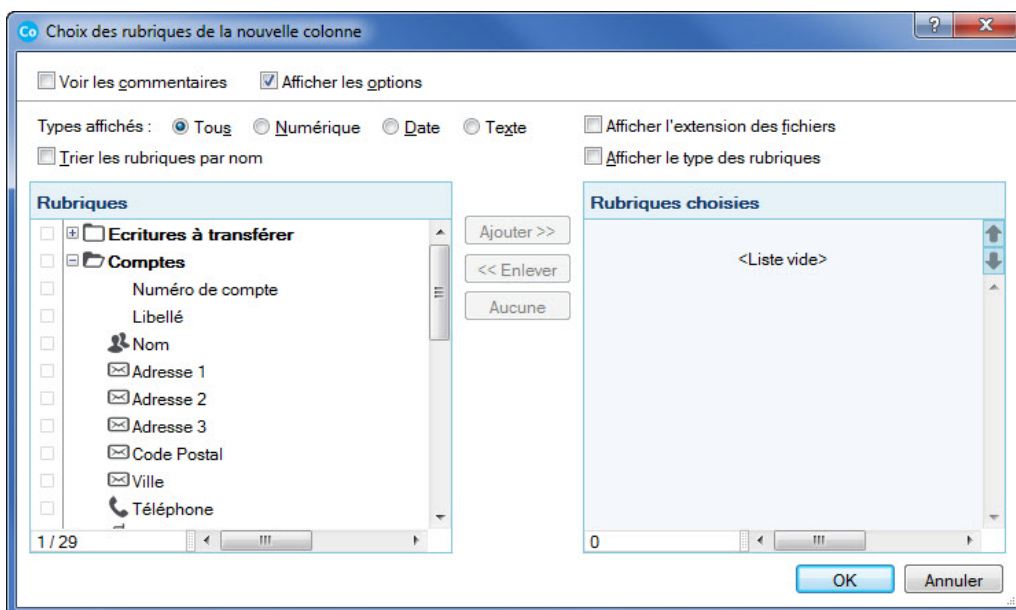 Co Choix des rubriques de la nouvelle colonne
Voir les commentaires Afficher les options
Types affichés : Tous Numérique Date Texte Afficher l'extension des fichiers
Trier les rubriques par nom Afficher le type des rubriques
Rubriques Rubriques choisies
Ecritures à transférer Ajouter >>
Comptes << Enlever <Liste vide>
Numéro de compte
Libellé Aucune
Nom
Adresse 1
Adresse 2
Adresse 3
Code Postal
Ville
Téléphone
1 / 29 0
OK Annuler